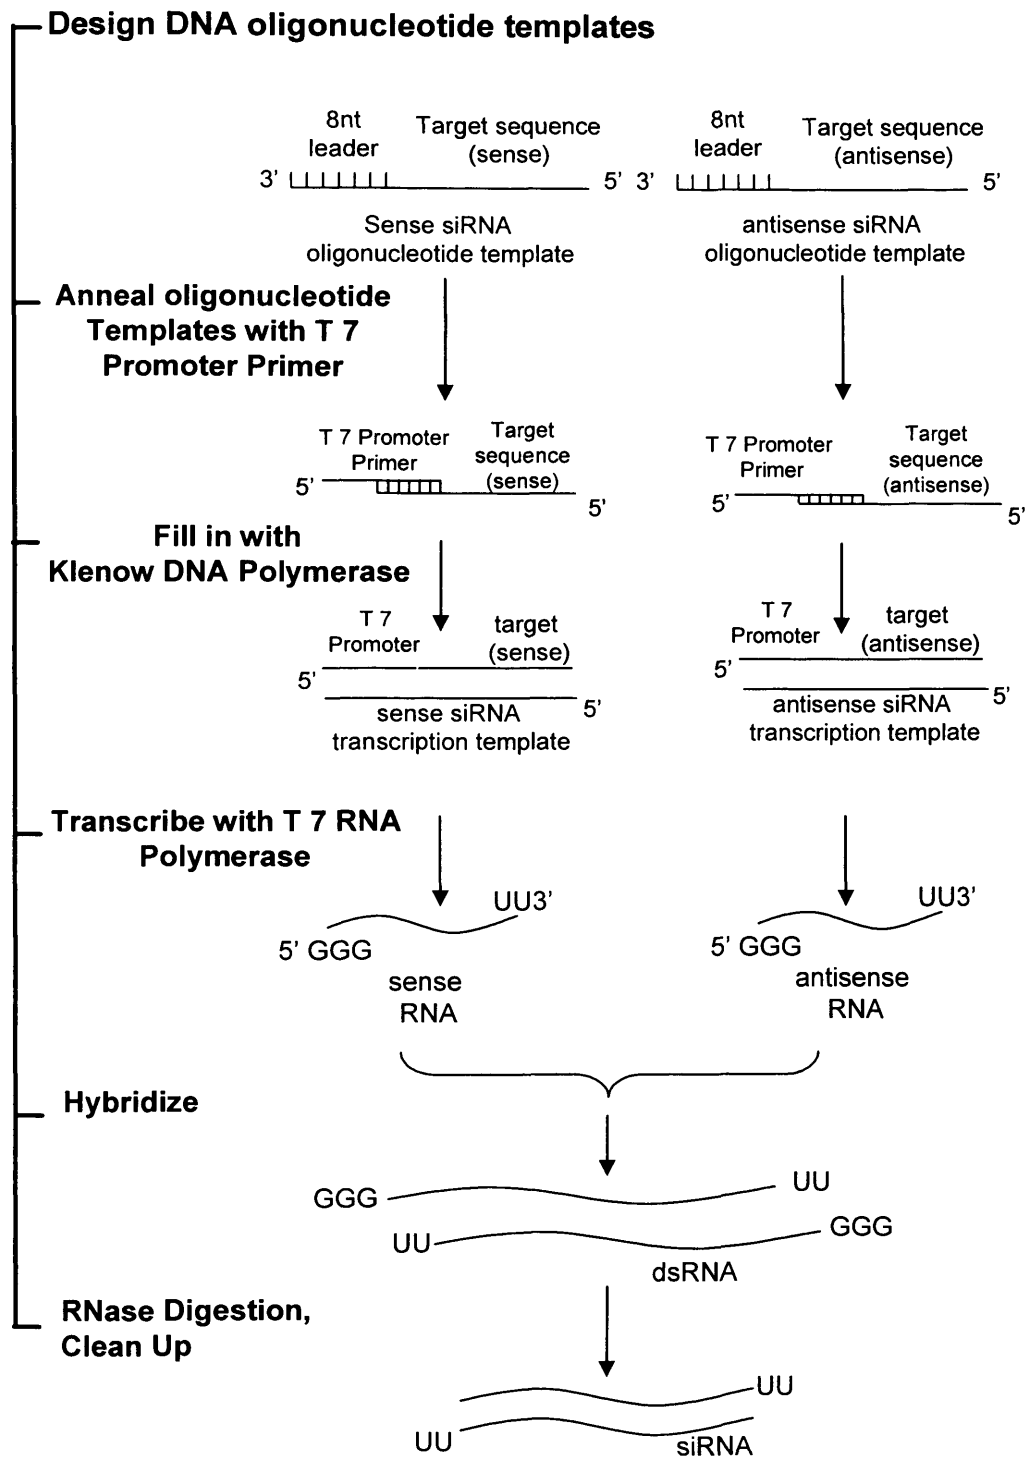 Design DNA oligonucleotide templates
8nt
leader
Target sequence
(sense)
3' 5'
Sense siRNA
oligonucleotide template
8nt
leader
Target sequence
(antisense)
3' 5'
antisense siRNA
oligonucleotide template
Anneal oligonucleotide
Templates with T 7
Promoter Primer
T 7 Promoter
Primer
Target
sequence
(sense)
5'
5'
T 7 Promoter
Primer
Target
sequence
(antisense)
5'
5'
Fill in with
Klenow DNA Polymerase
T 7
Promoter
target
(sense)
5'
5'
sense siRNA
transcription template
T 7
Promoter
target
(antisense)
5'
5'
antisense siRNA
transcription template
Transcribe with T 7 RNA
Polymerase
UU3'
5' GGG
sense
RNA
UU3'
5' GGG
antisense
RNA
Hybridize
GGG UU
UU GGG
dsRNA
RNase Digestion,
Clean Up
UU
UU
siRNA